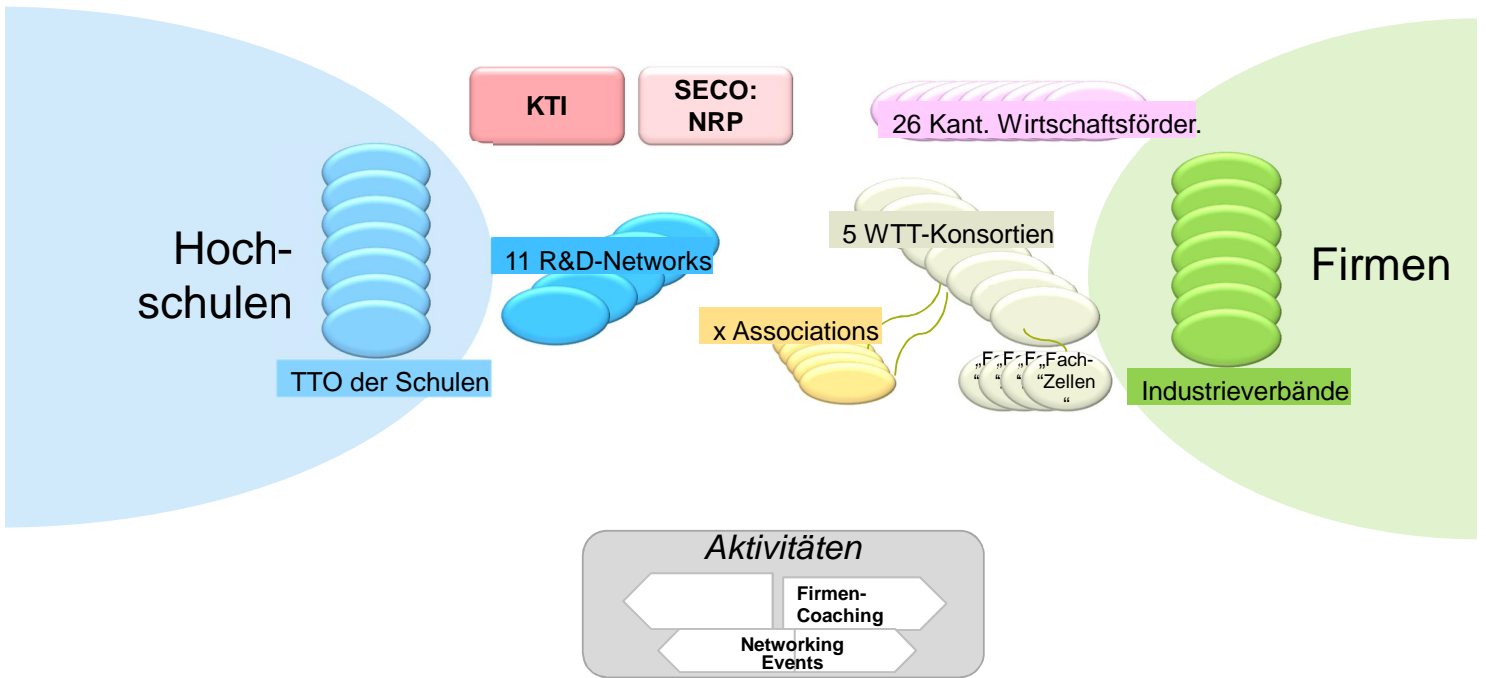 KTI
SECO:
NRP
26 Kant. Wirtschaftsförder.
Hoch-
schulen
11 R&D-Networks
5 WTT-Konsortien
Firmen
x Associations
TTO der Schulen
„Fach-
“Zellen
“
Industrieverbände
Aktivitäten
Firmen-
Coaching
Networking
Events